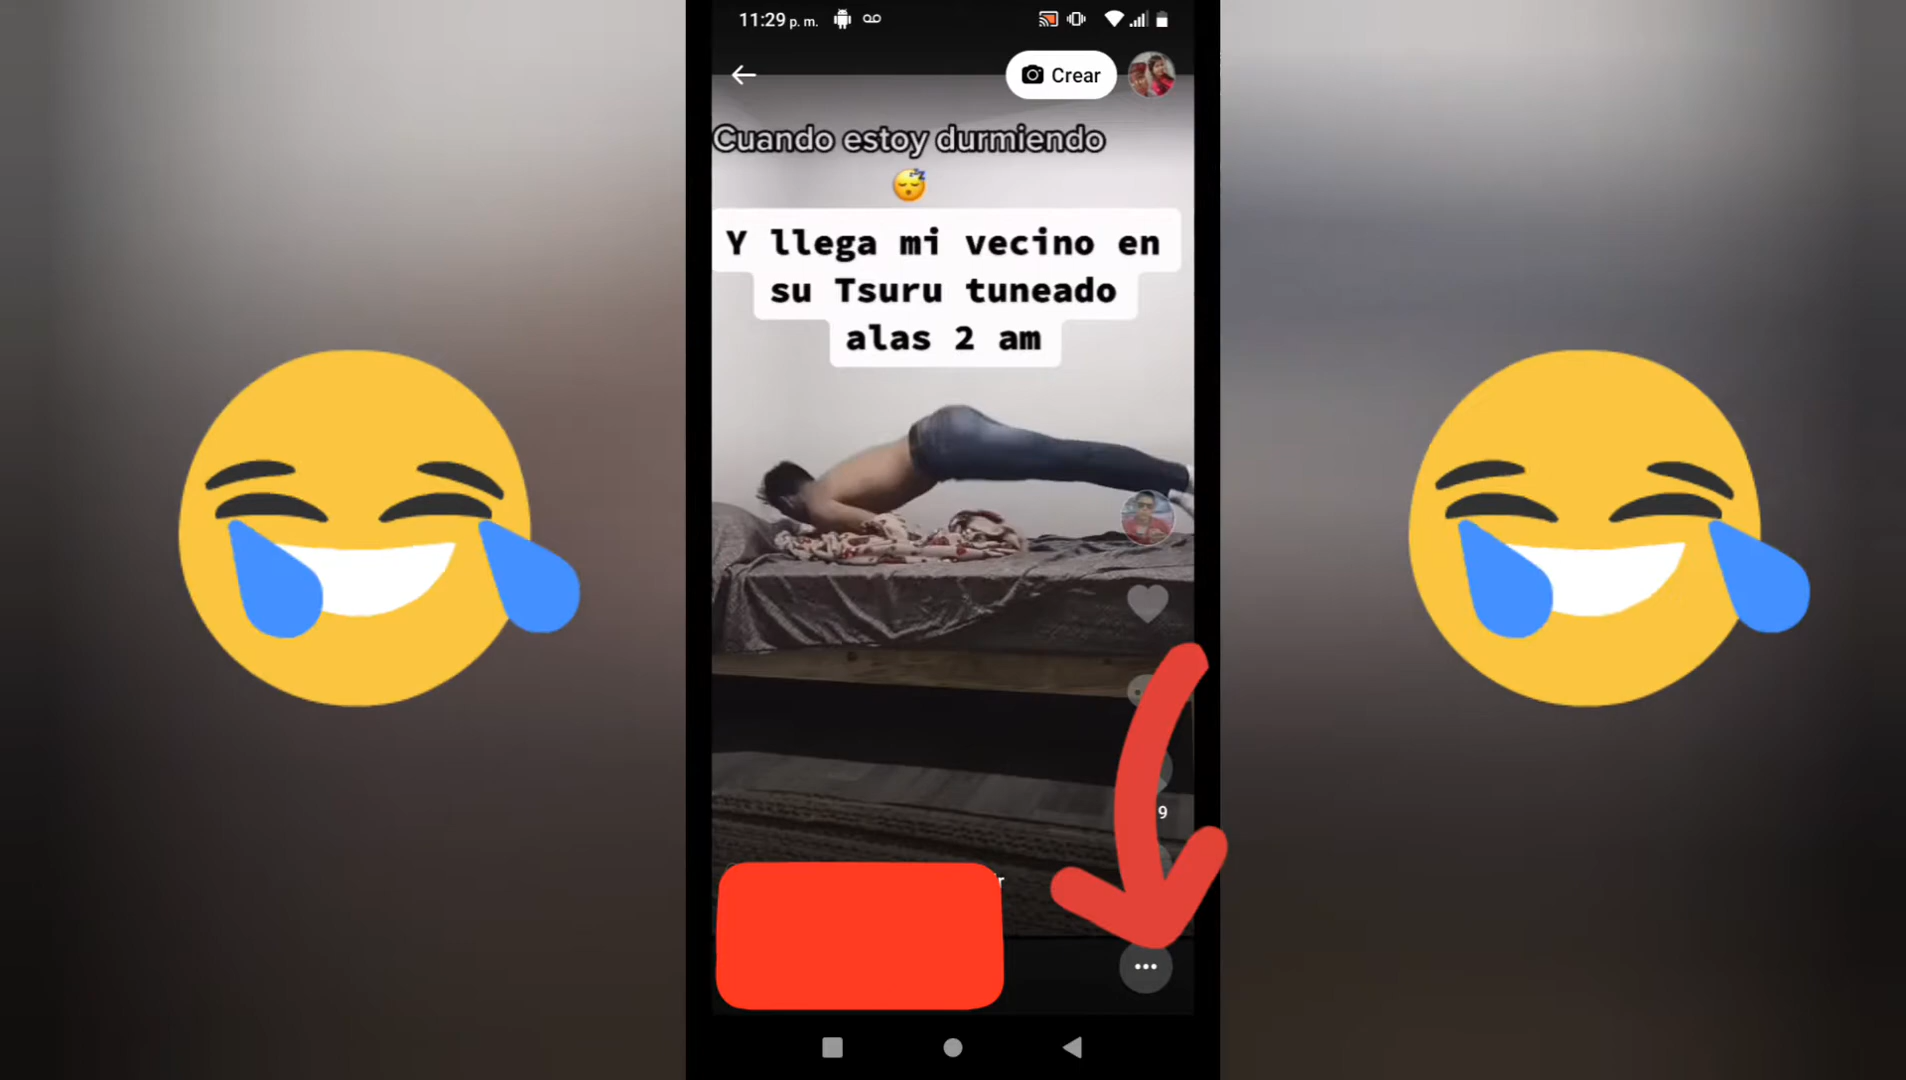 11:29 p. m.
Crear
Cuando estoy durmiendo
Y llega mi vecino en
su Tsuru tuneado
alas 2 am
9
r